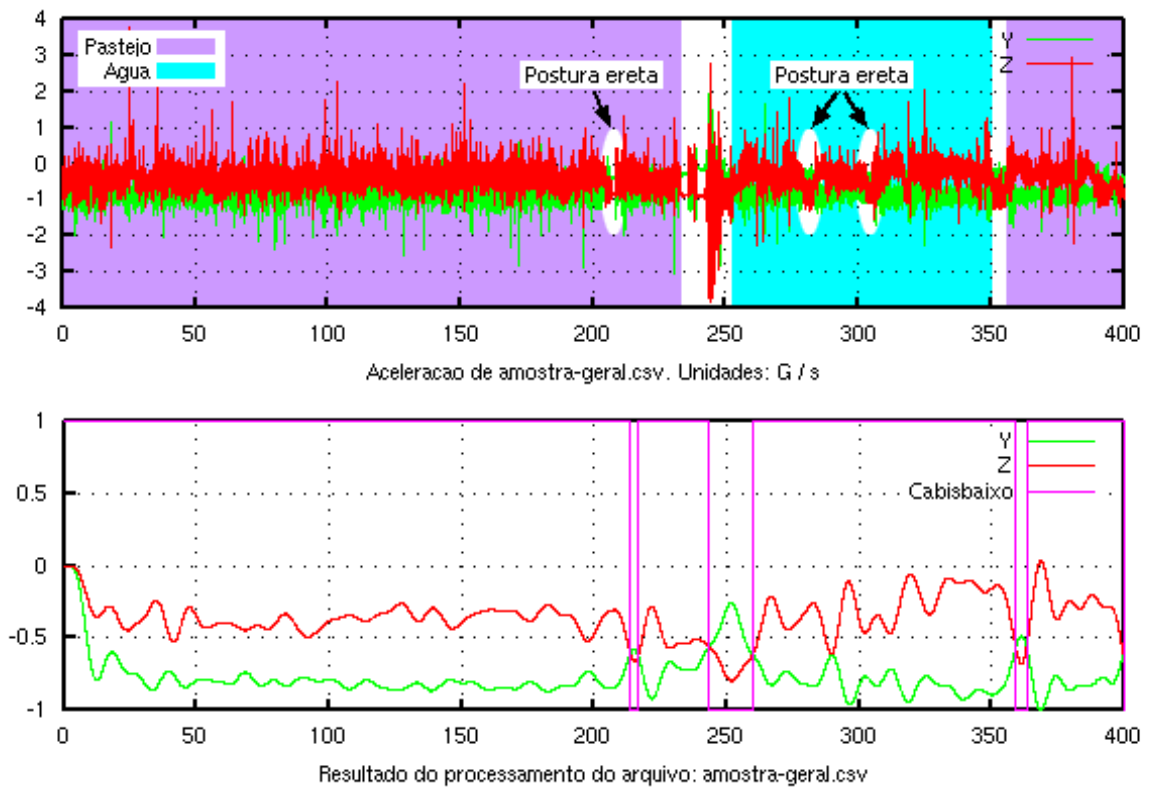 4
3
2
1
0
-1
-2
-3
-4
Pastejo
Agua
Postura ereta
Postura ereta
Y
Z
0 50 100 150 200 250 300 350 400
Aceleracao de amostra-geral.csv. Unidades: G / s
1
0.5
0
-0.5
-1
Y
Z
Cabisbaixo
0 50 100 150 200 250 300 350 400
Resultado do processamento do arquivo: amostra-geral.csv